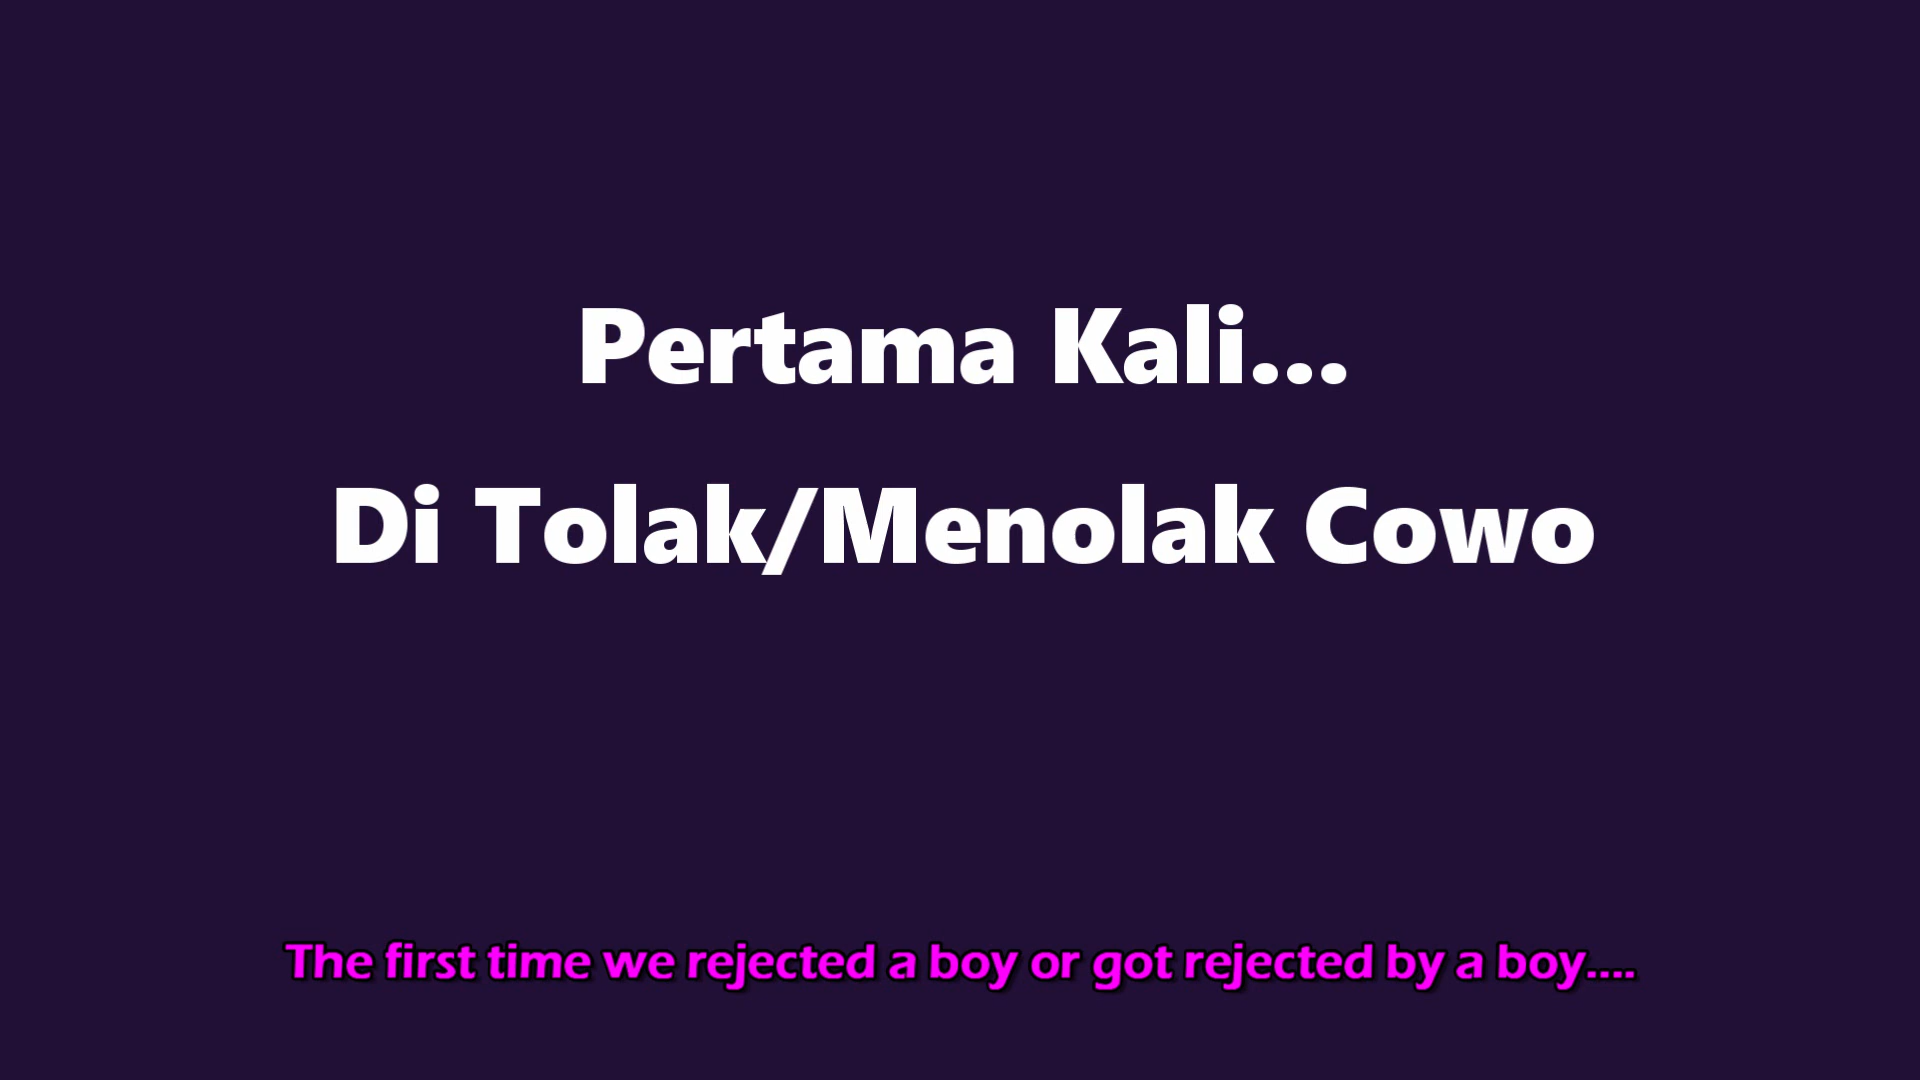 Pertama Kali...
Di Tolak/Menolak Cowo
The first time we rejected a boy or got rejected by a boy....